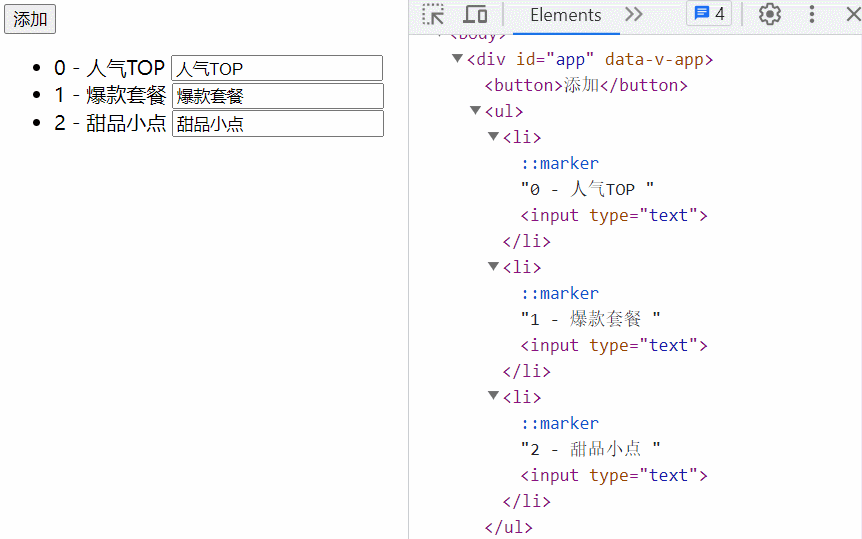 添加
0 - 人气TOP 人气TOP
1 - 爆款套餐 爆款套餐
2 - 甜品小点 甜品小点
Elements 4
<body>
<div id="app" data-v-app>
<button>添加</button>
<ul>
<li>
::marker
"0 - 人气TOP "
<input type="text">
</li>
<li>
::marker
"1 - 爆款套餐 "
<input type="text">
</li>
<li>
::marker
"2 - 甜品小点 "
<input type="text">
</li>
</ul>